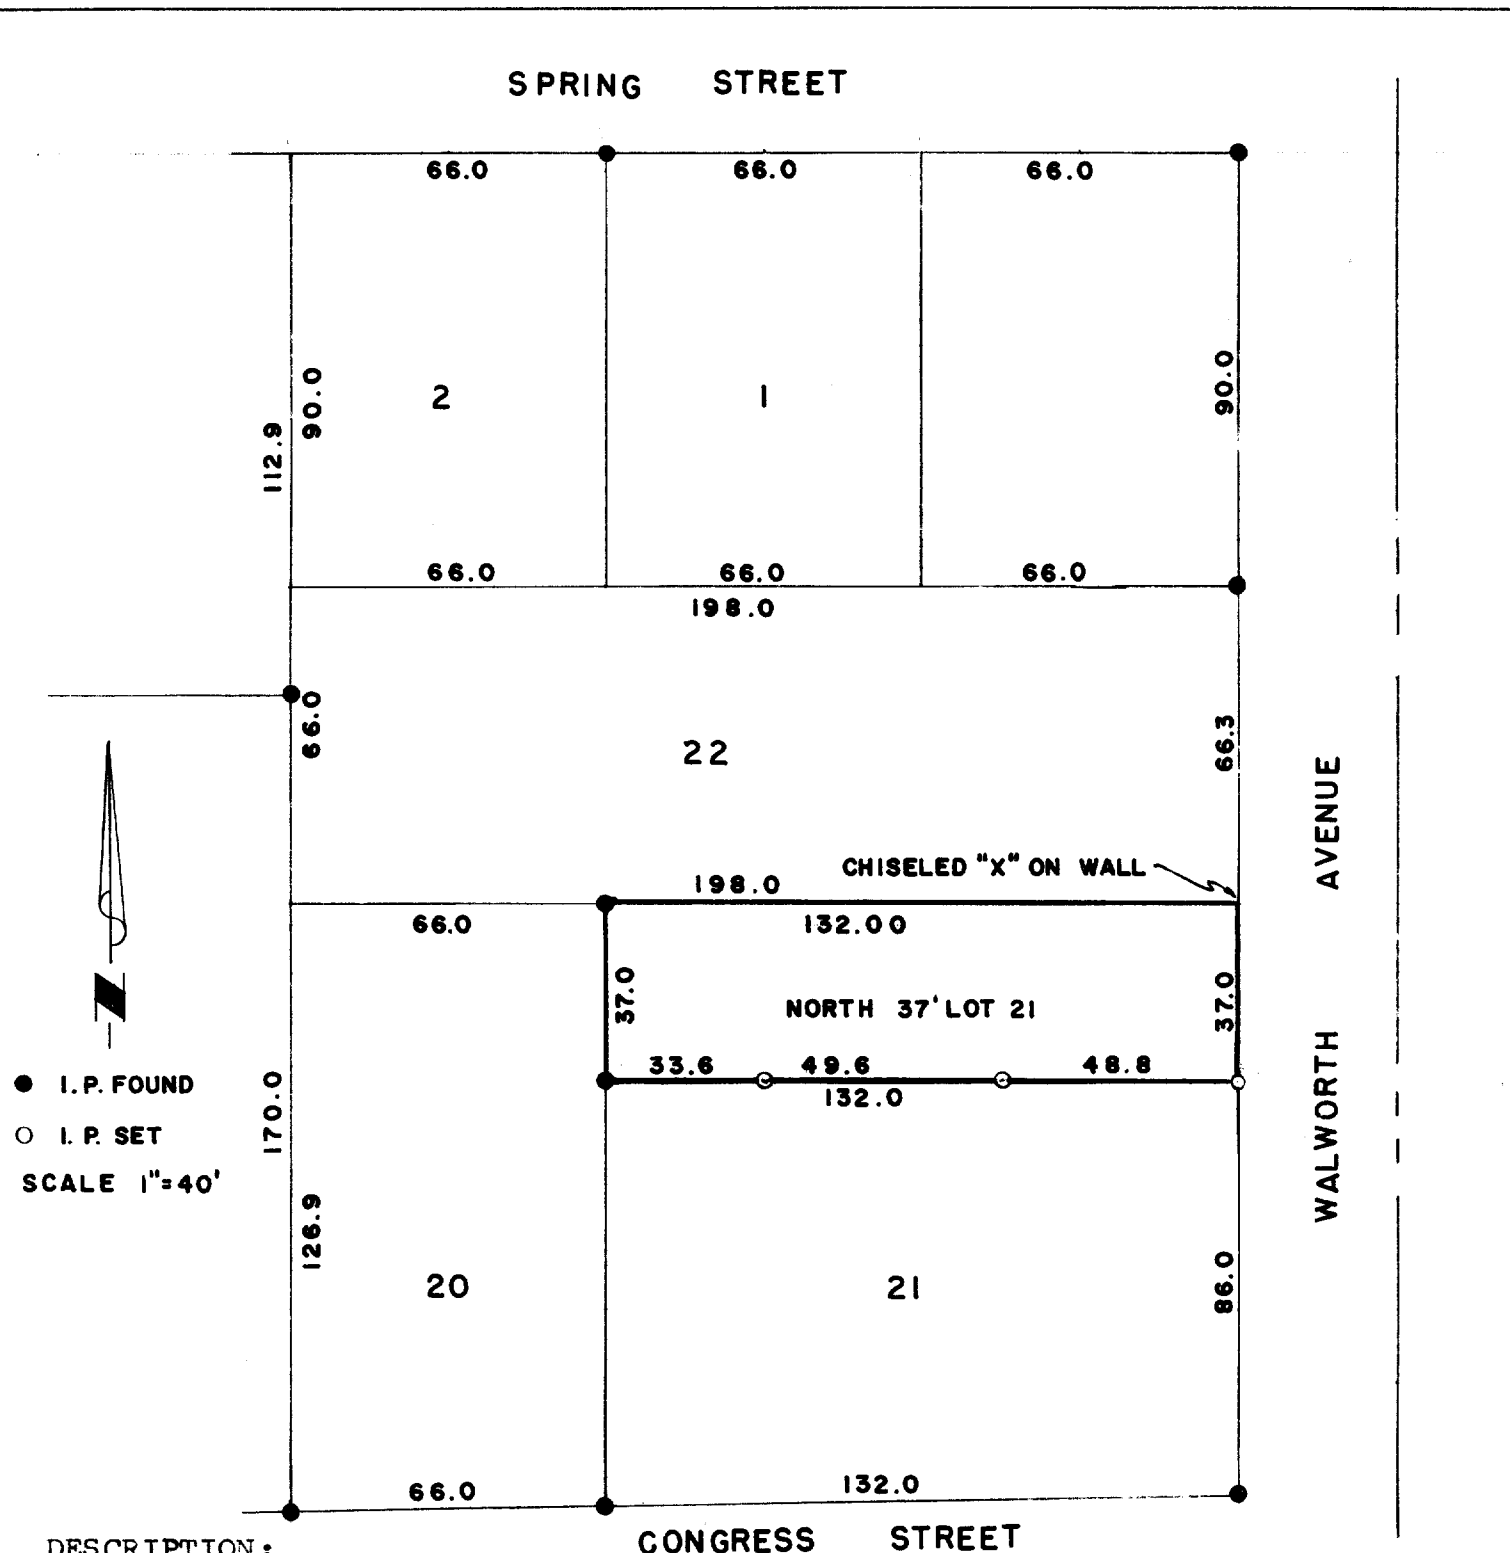 SPRING STREET
66.0 66.0 66.0
112.9
90.0
2
1
90.0
66.0 66.0 66.0
198.0
66.0
22
66.3
CHISELED "X" ON WALL
198.0
66.0
132.00
37.0
NORTH 37' LOT 21
37.0
33.6 49.6 48.8
132.0
WALWORTH AVENUE
N
I.P. FOUND
I.P. SET
SCALE 1"=40'
170.0
126.9
20
21
86.0
66.0
132.0
CONGRESS STREET
DESCRIPTION: